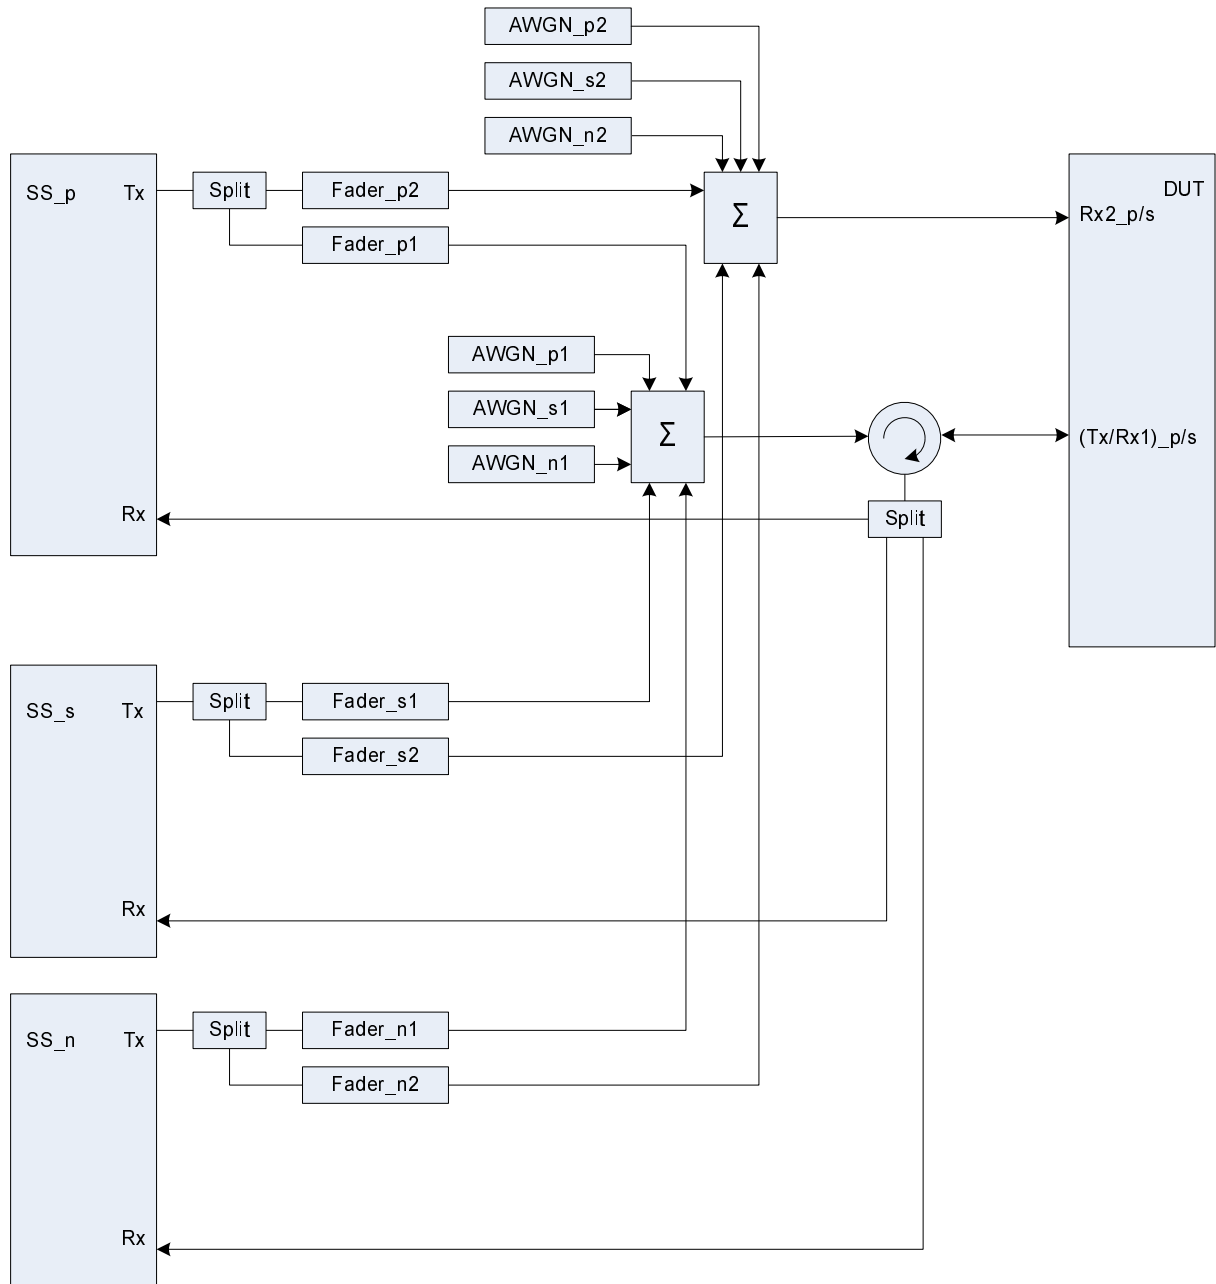 AWGN_p2
AWGN_s2
AWGN_n2
SS_p Tx Split Fader_p2 Σ DUT
Rx2_p/s
Fader_p1
AWGN_p1
AWGN_s1
AWGN_n1
Σ
(Tx/Rx1)_p/s
Rx
Split
SS_s Tx Split Fader_s1
Fader_s2
Rx
SS_n Tx Split Fader_n1
Fader_n2
Rx